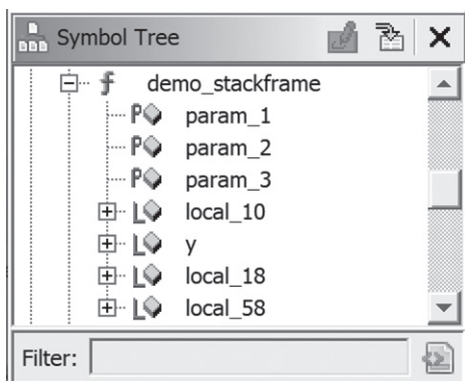 Symbol Tree
f demo_stackframe
P param_1
P param_2
P param_3
L local_10
L y
L local_18
L local_58
Filter: